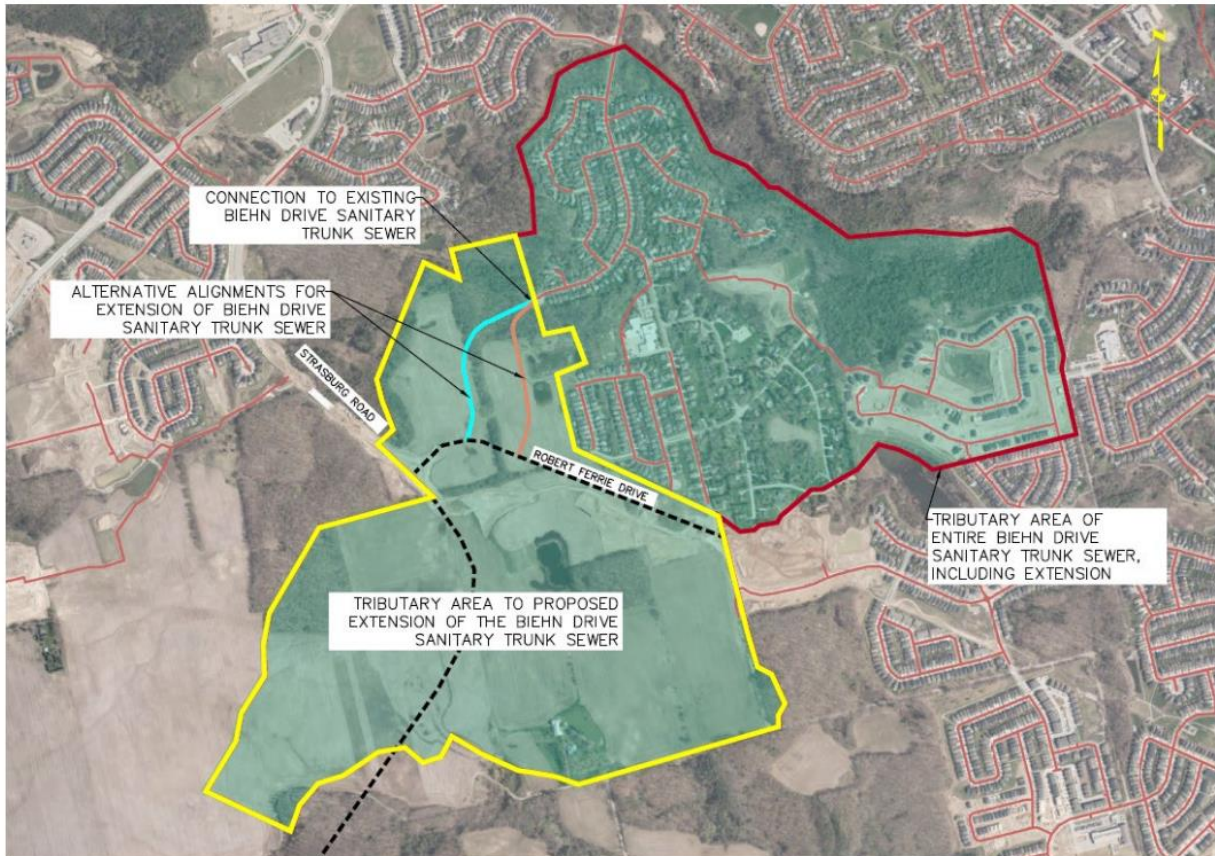 CONNECTION TO EXISTING
BIEHN DRIVE SANITARY
TRUNK SEWER
ALTERNATIVE ALIGNMENTS FOR
EXTENSION OF BIEHN DRIVE
SANITARY TRUNK SEWER
STRASBURG ROAD
ROBERT FERRIE DRIVE
TRIBUTARY AREA OF
ENTIRE BIEHN DRIVE
SANITARY TRUNK SEWER,
INCLUDING EXTENSION
TRIBUTARY AREA TO PROPOSED
EXTENSION OF THE BIEHN DRIVE
SANITARY TRUNK SEWER